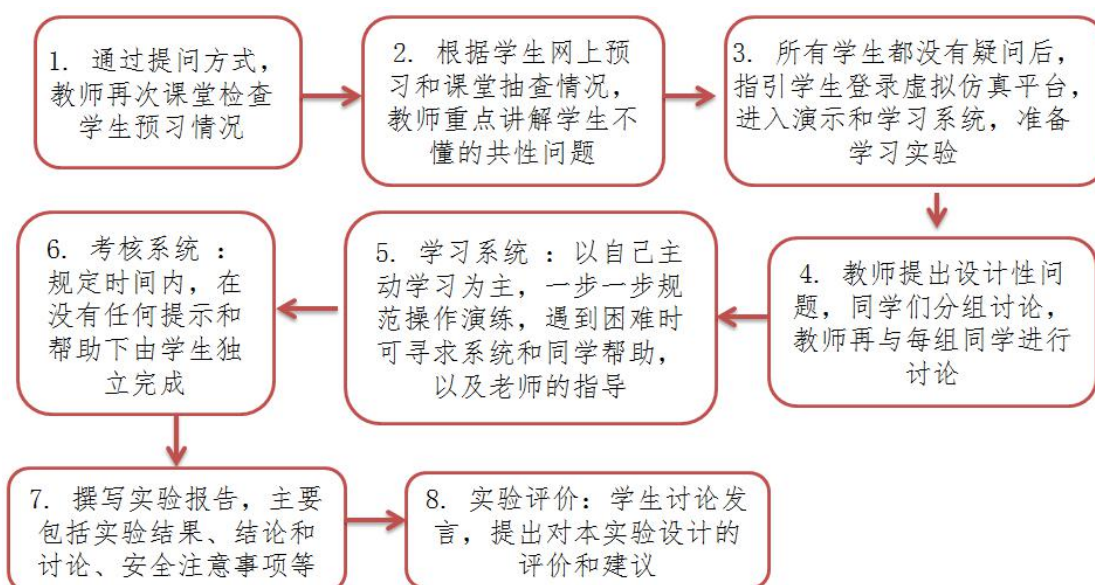 1. 通过提问方式，
教师再次课堂检查
学生预习情况
2. 根据学生网上预
习和课堂抽查情况，
教师重点讲解学生不
懂的共性问题
3. 所有学生都没有疑问后，
指引学生登录虚拟仿真平台，
进入演示和学习系统，准备
学习实验
4. 教师提出设计性问
题，同学们分组讨论，
教师再与每组同学进行
讨论
5. 学习系统 ：以自己主
动学习为主，一步一步规
范操作演练，遇到困难时
可寻求系统和同学帮助，
以及老师的指导
6. 考核系统 ：
规定时间内，在
没有任何提示和
帮助下由学生独
立完成
7. 撰写实验报告，主要
包括实验结果、结论和
讨论、安全注意事项等
8. 实验评价：学生讨论发
言，提出对本实验设计的
评价和建议